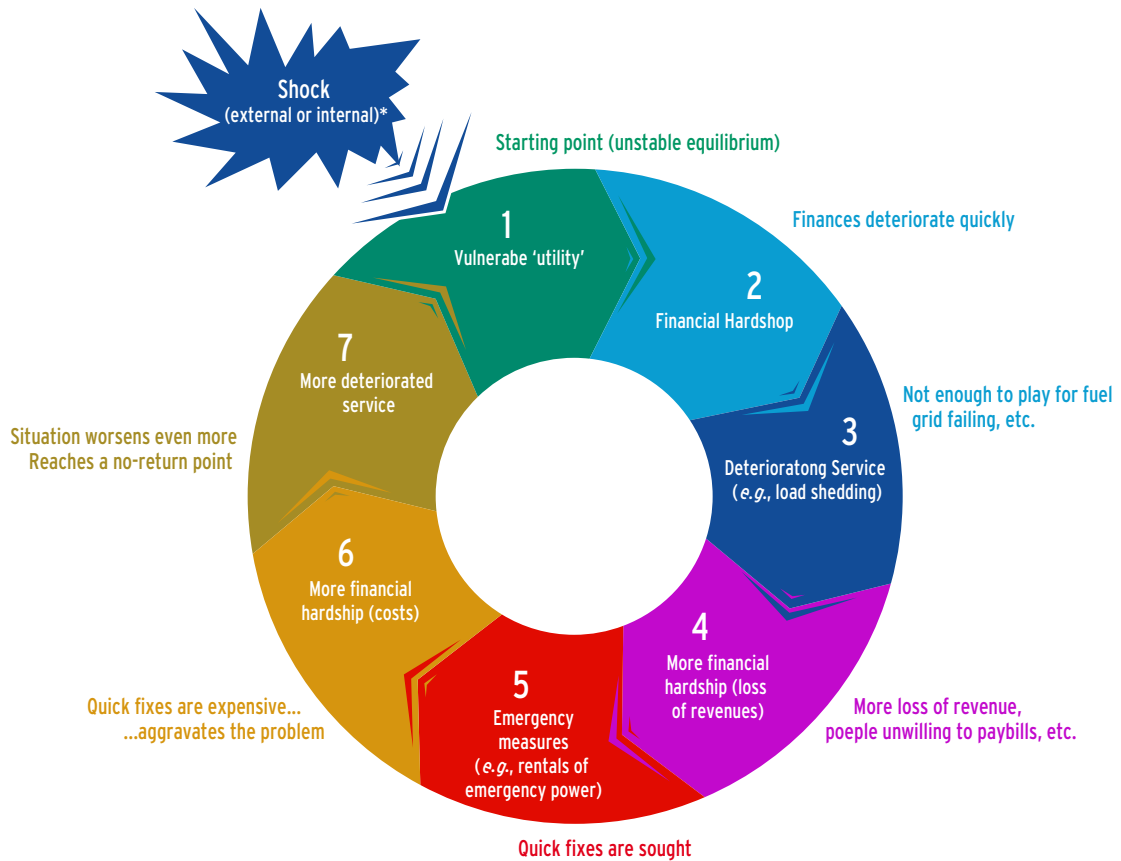 Shock
(external or internal)*
Starting point (unstable equilibrium)
1
Vulnerabe ‘utility’
Finances deteriorate quickly
2
Financial Hardshop
Not enough to play for fuel
grid failing, etc.
3
Deterioratong Service
(e.g., load shedding)
4
More financial
hardship (loss
of revenues)
More loss of revenue,
poeple unwilling to paybills, etc.
5
Emergency
measures
(e.g., rentals of
emergency power)
Quick fixes are sought
6
More financial
hardship (costs)
Quick fixes are expensive...
...aggravates the problem
7
More deteriorated
service
Situation worsens even more
Reaches a no-return point